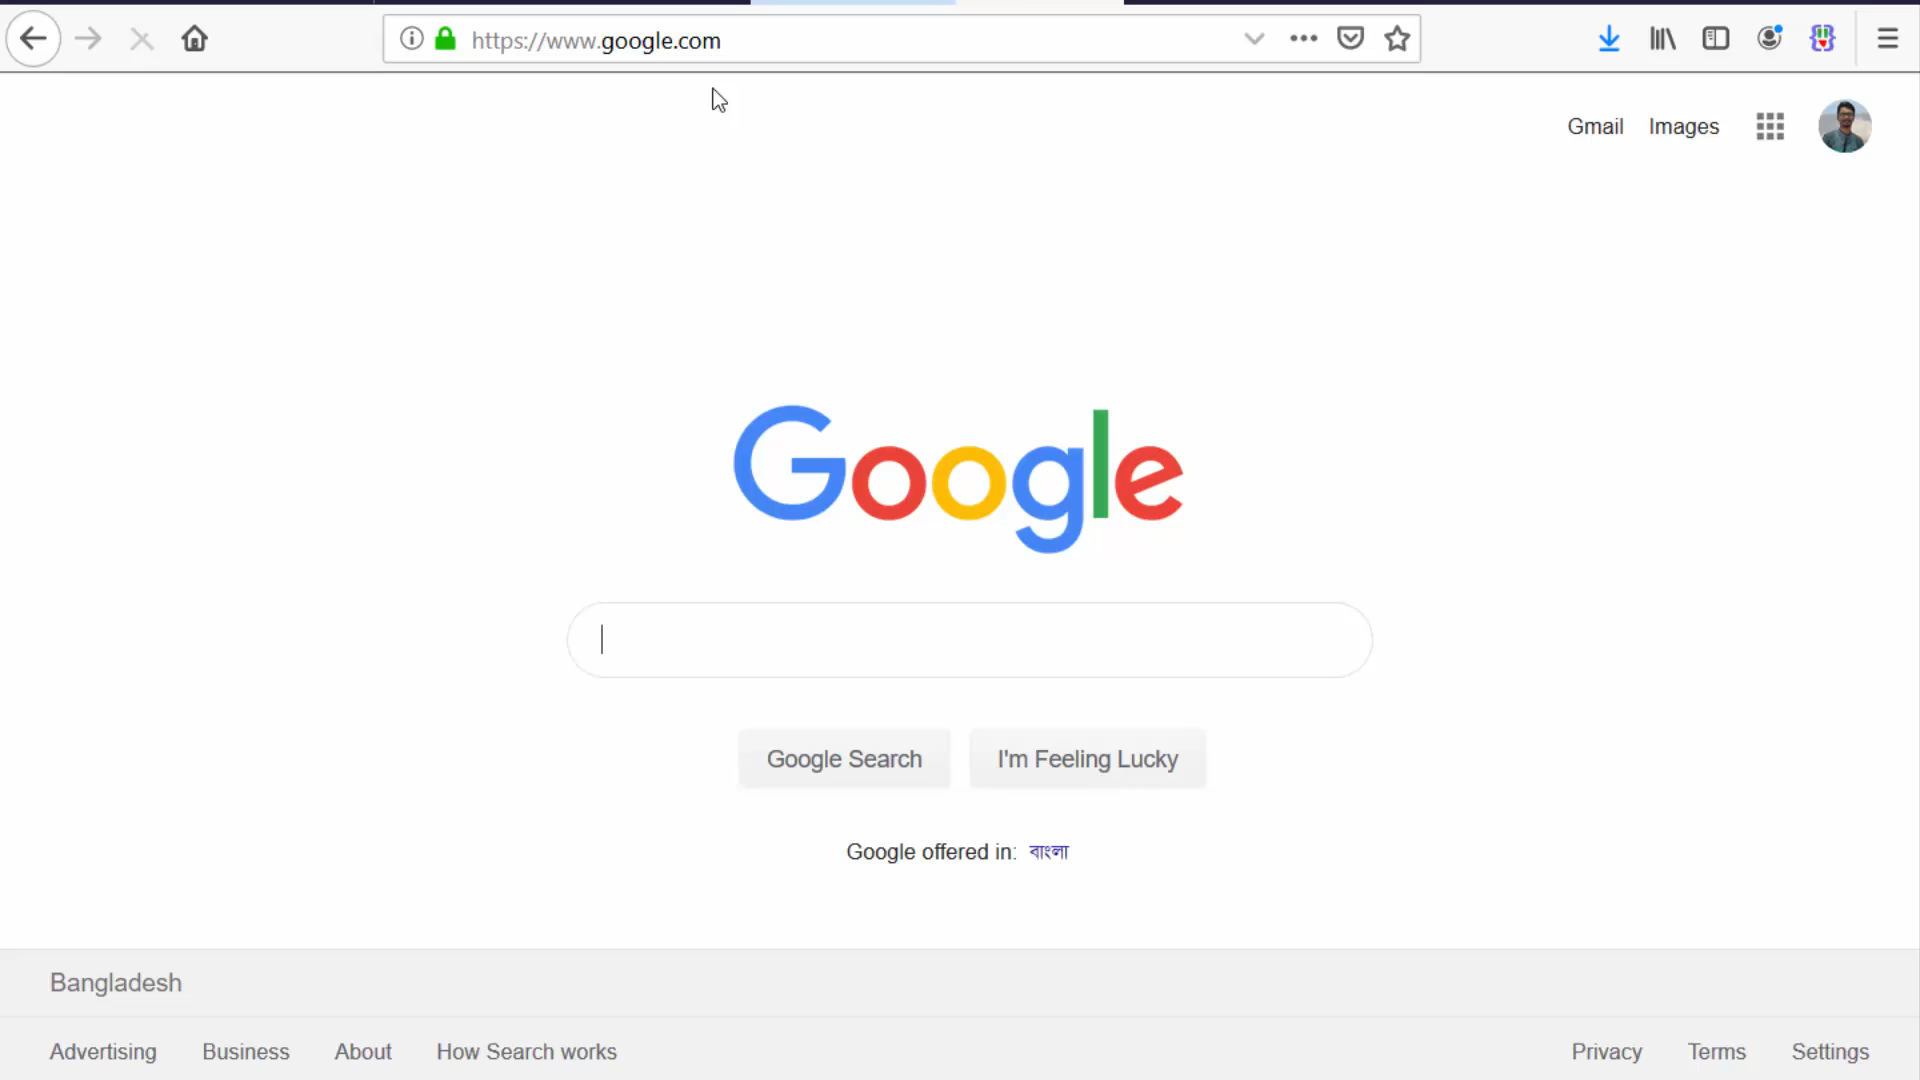 https://www.google.com
Gmail Images
Google
Google Search I'm Feeling Lucky
Google offered in: বাংলা
Bangladesh
Advertising Business About How Search works Privacy Terms Settings